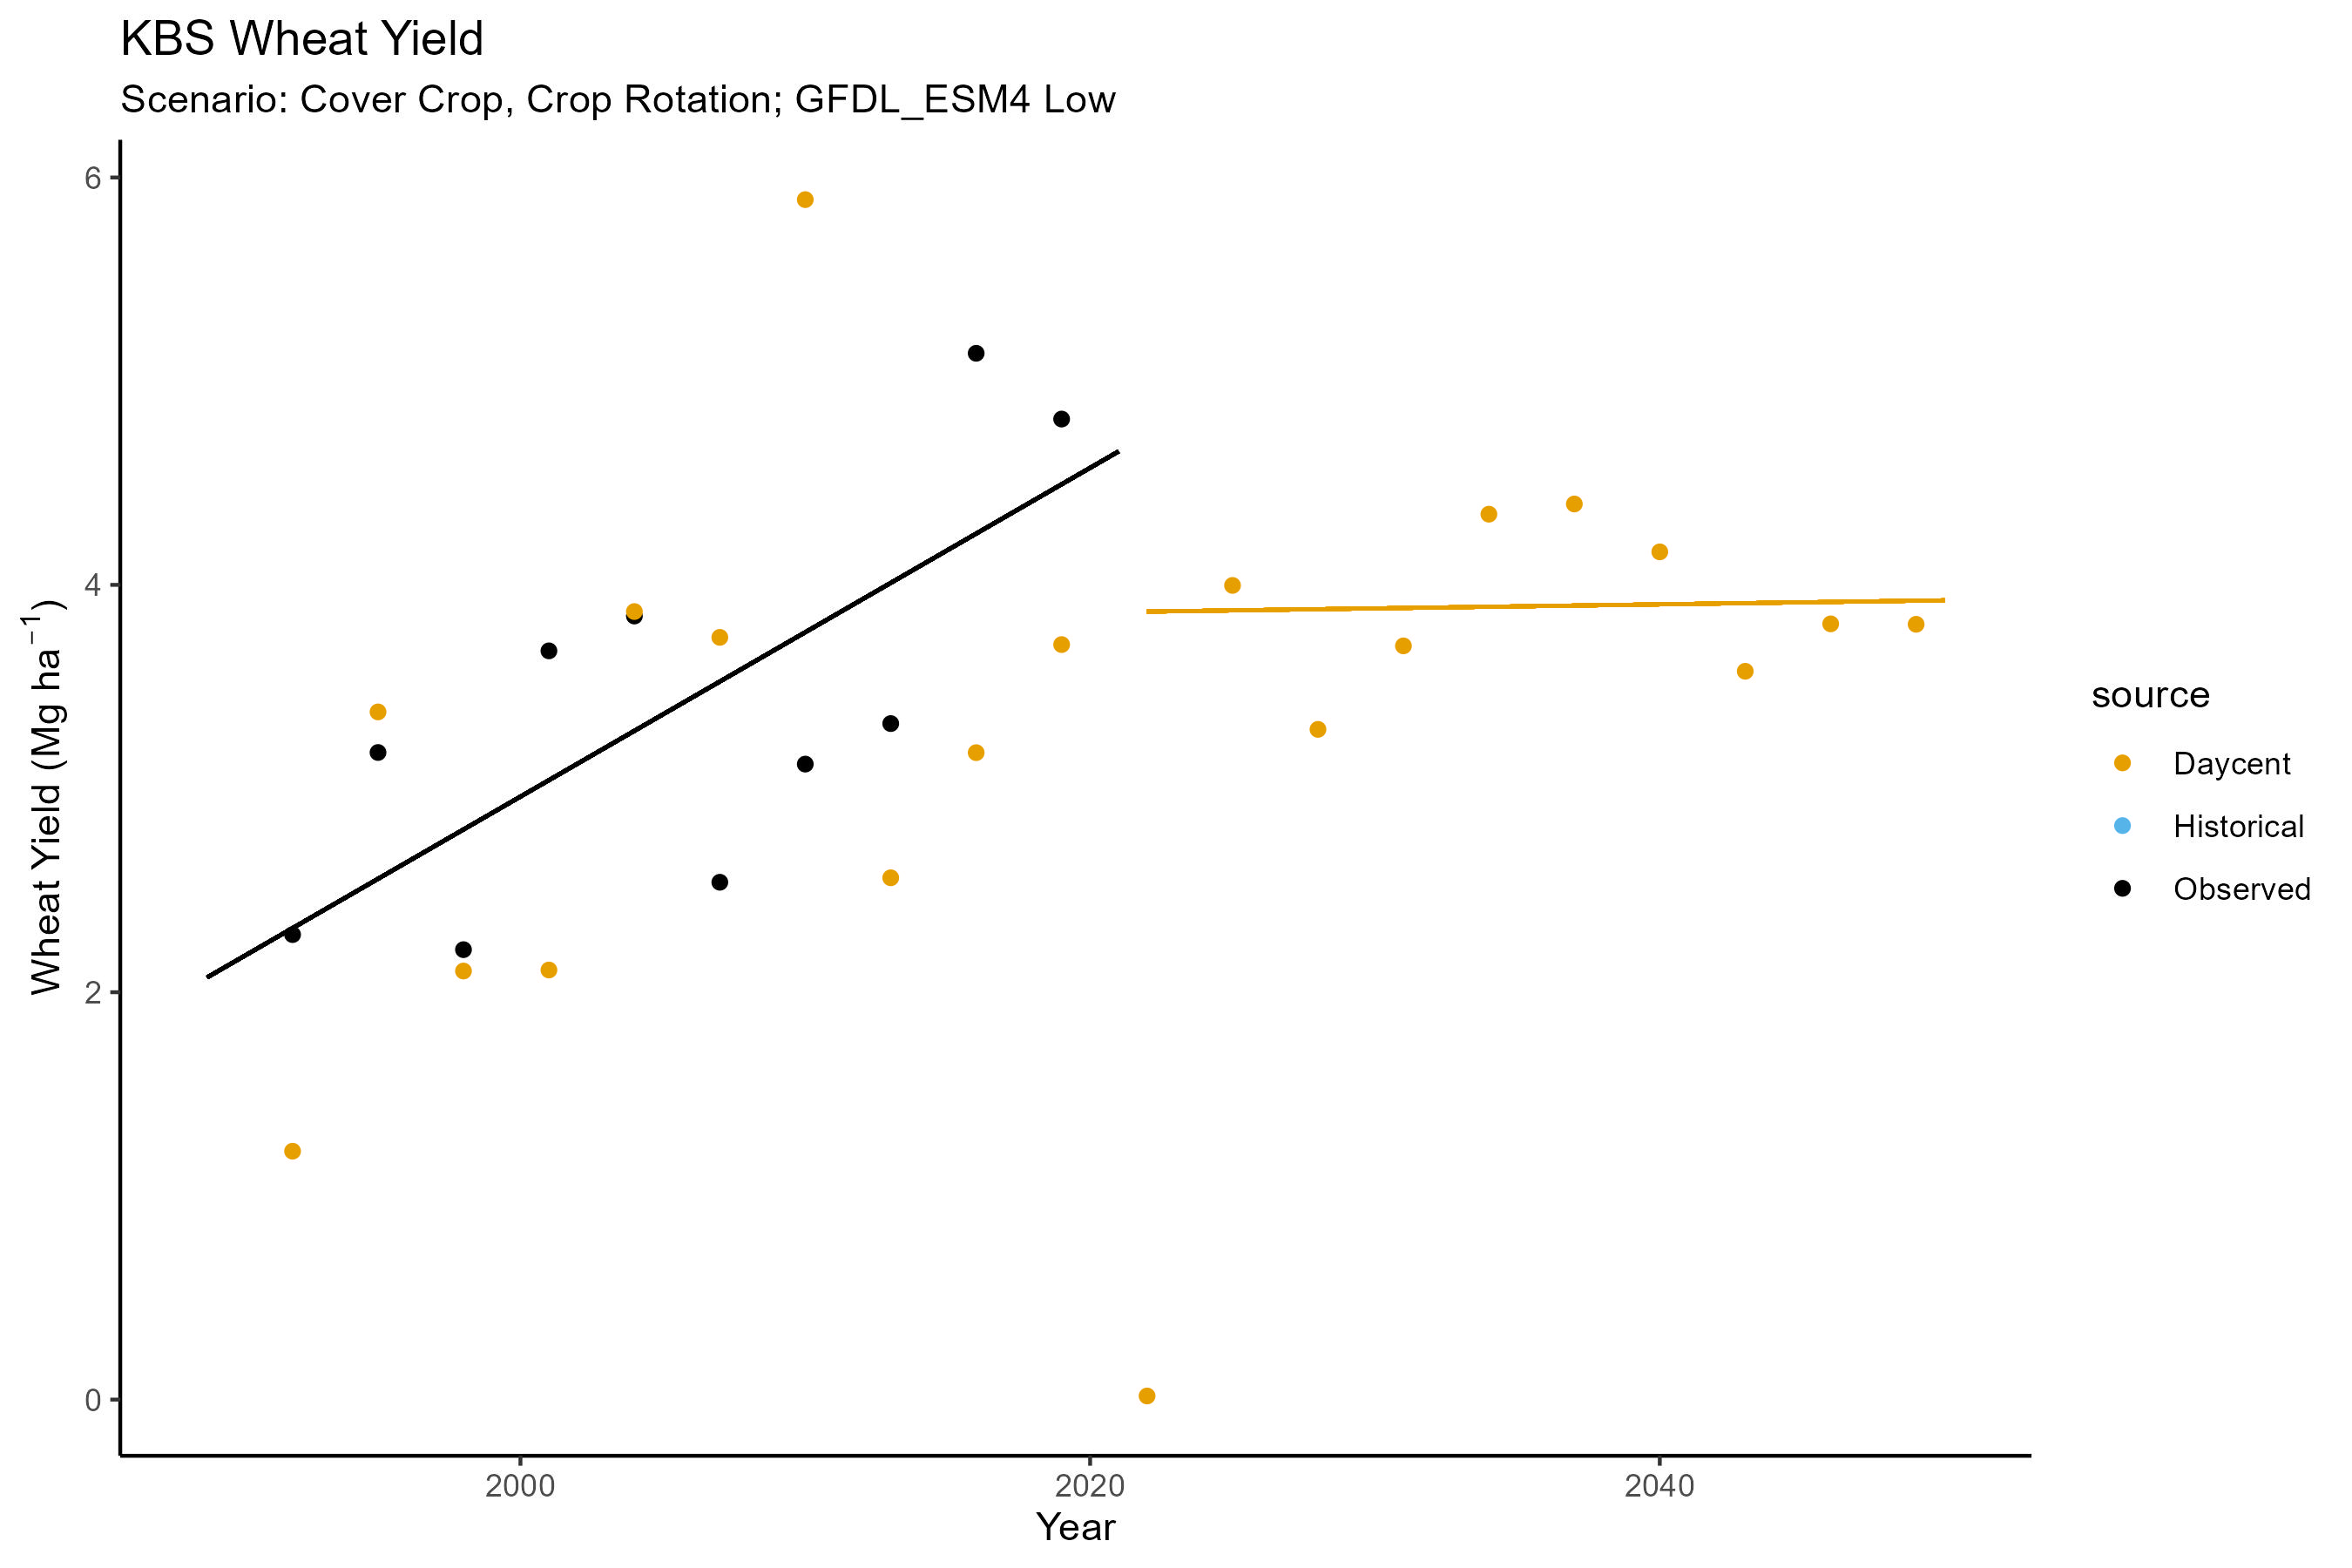 KBS Wheat Yield
Scenario: Cover Crop, Crop Rotation; GFDL_ESM4 Low
Wheat Yield (Mg ha⁻¹)
6
4
2
0
2000
2020
2040
Year
source
Daycent
Historical
Observed